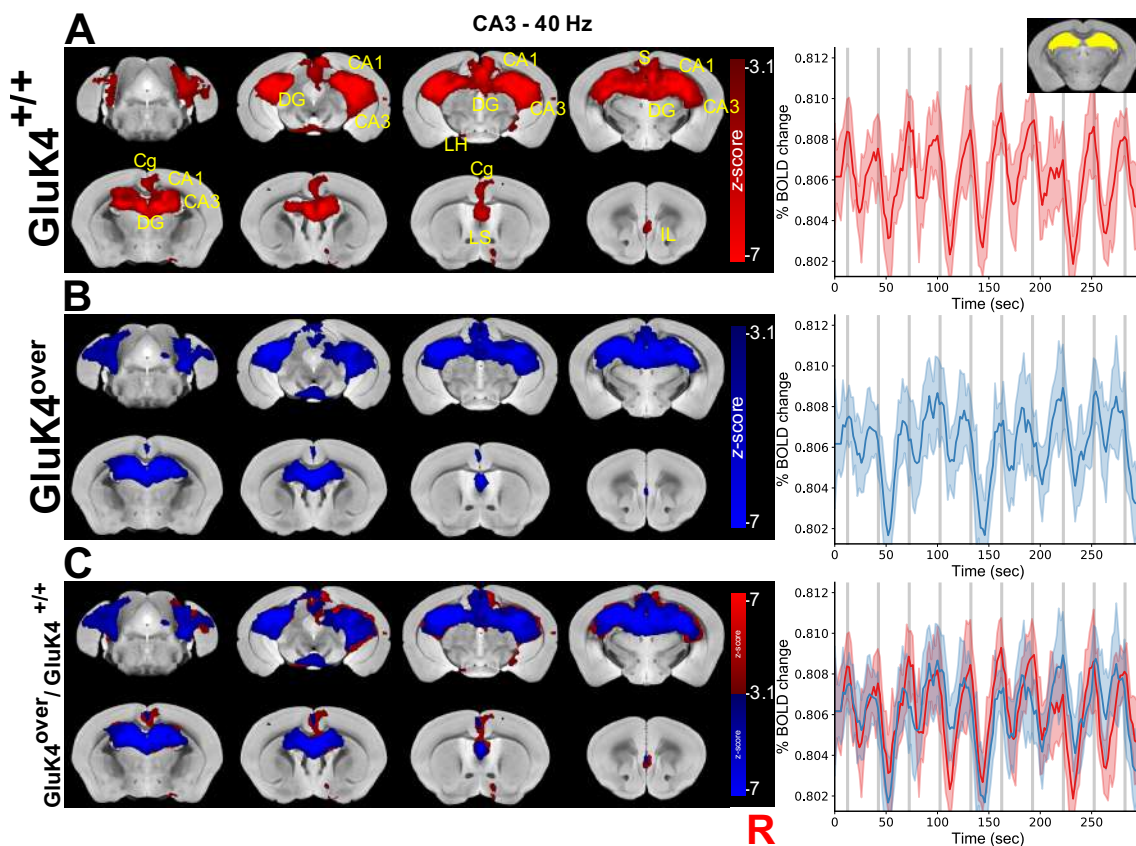 A
CA3 - 40 Hz
GluK4+/+
CA1
DG
CA3
LH
CA1
DG
CA3
S
CA1
DG
CA3
Cg
CA1
CA3
DG
Cg
LS
IL
-3.1
z-score
-7
% BOLD change
0.812
0.810
0.808
0.806
0.804
0.802
0 50 100 150 200 250
Time (sec)
B
GluK4over
-3.1
z-score
-7
% BOLD change
0.812
0.810
0.808
0.806
0.804
0.802
0 50 100 150 200 250
Time (sec)
C
GluK4over/ GluK4+/+
-7
z-score
-3.1
z-score
-7
R
% BOLD change
0.812
0.810
0.808
0.806
0.804
0.802
0 50 100 150 200 250
Time (sec)